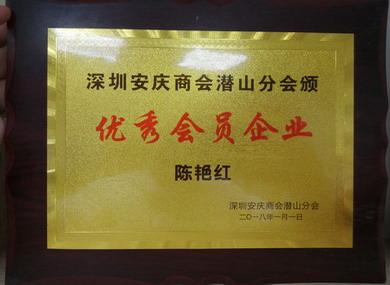 深圳安庆商会潜山分会颁
优秀会员企业
陈艳红
深圳安庆商会潜山分会
二〇一八年一月一日